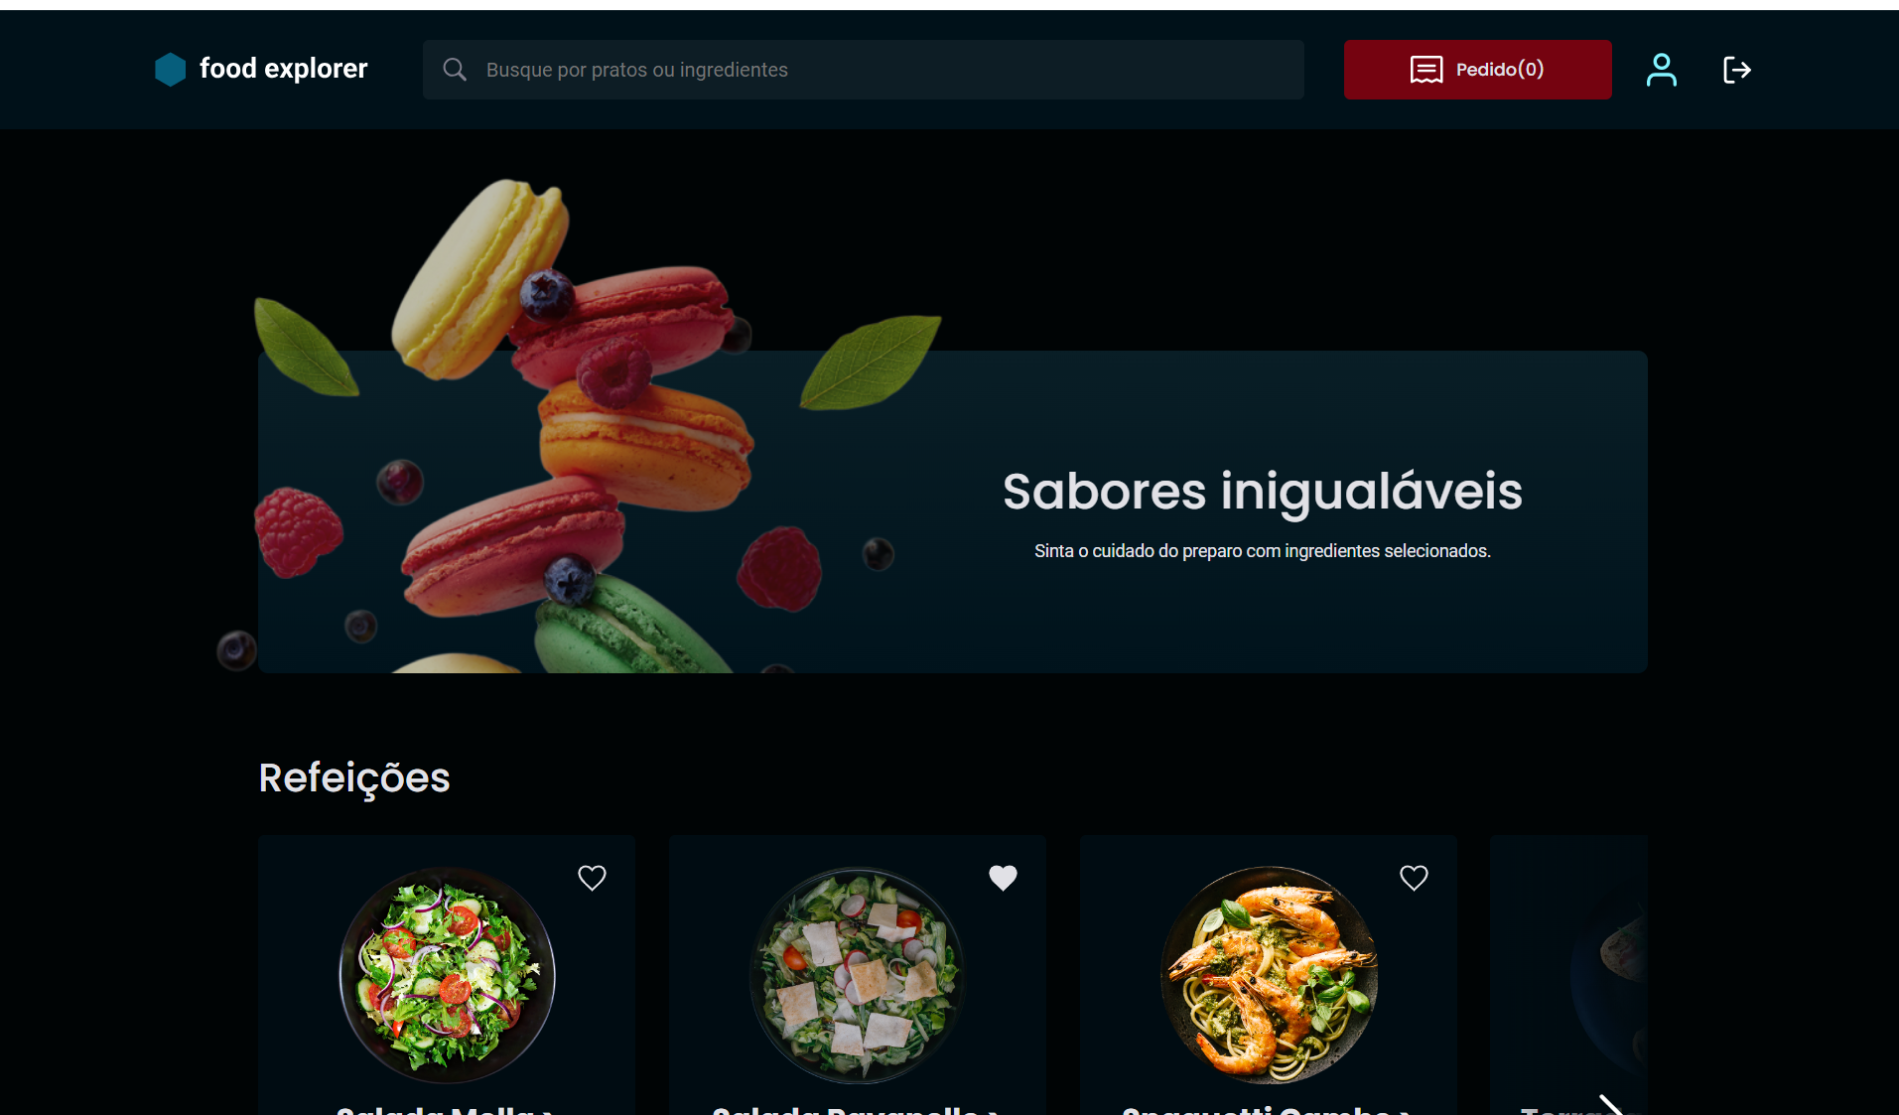 food explorer
Busque por pratos ou ingredientes
Pedido(0)
Sabores inigualáveis
Sinta o cuidado do preparo com ingredientes selecionados.
Refeições
Salada Molla >
Salada Ravanello >
Spaguetti Gambe >